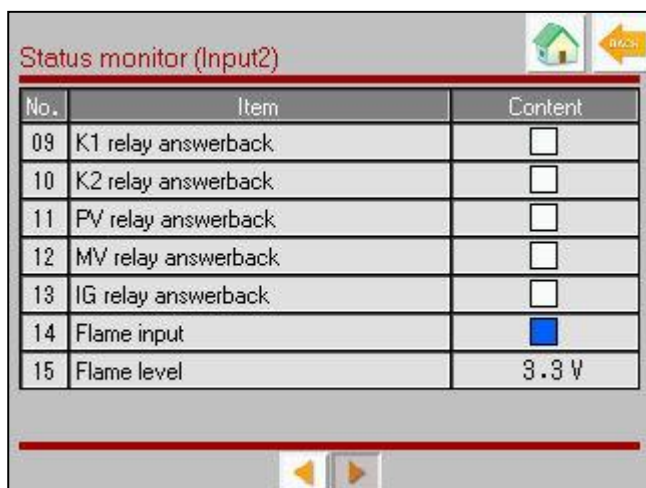 Status monitor (Input2)
BACK
No. Item Content
09 K1 relay answerback
10 K2 relay answerback
11 PV relay answerback
12 MV relay answerback
13 IG relay answerback
14 Flame input
15 Flame level 3.3 V